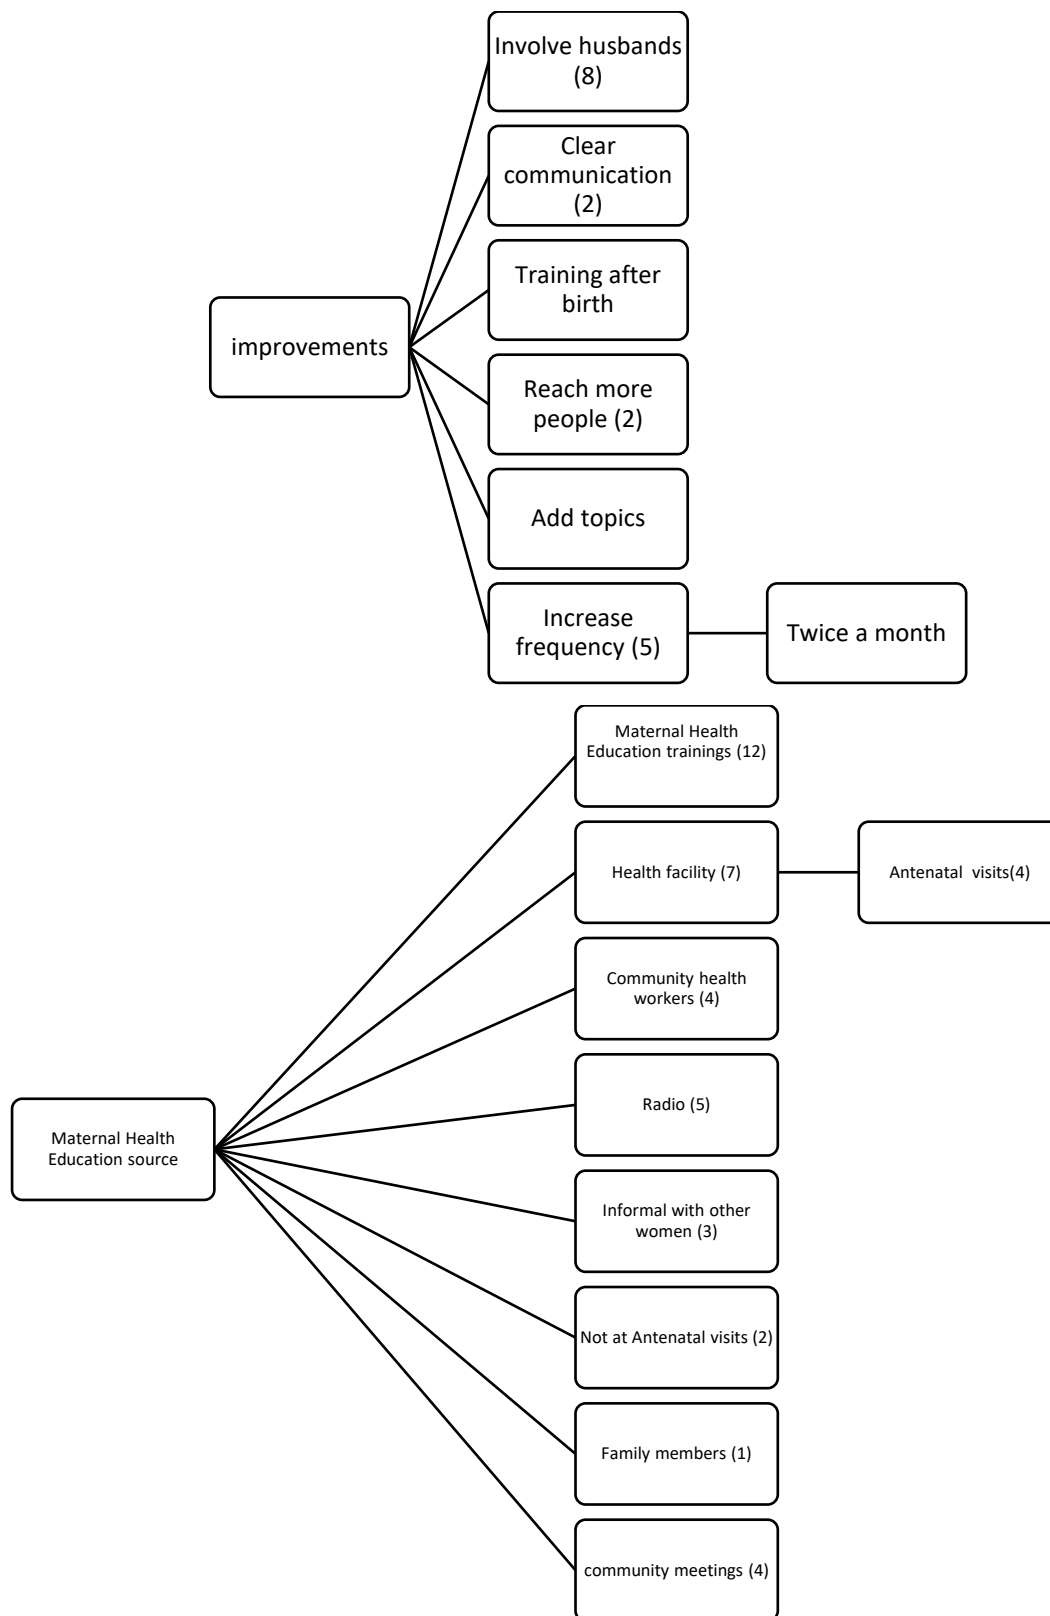 Involve husbands
(8)
Clear
communication
(2)
Training after
birth
improvements
Reach more
people (2)
Add topics
Increase
frequency (5)
Twice a month
Maternal Health
Education trainings (12)
Health facility (7)
Antenatal  visits(4)
Community health
workers (4)
Radio (5)
Maternal Health
Education source
Informal with other
women (3)
Not at Antenatal visits (2)
Family members (1)
community meetings (4)